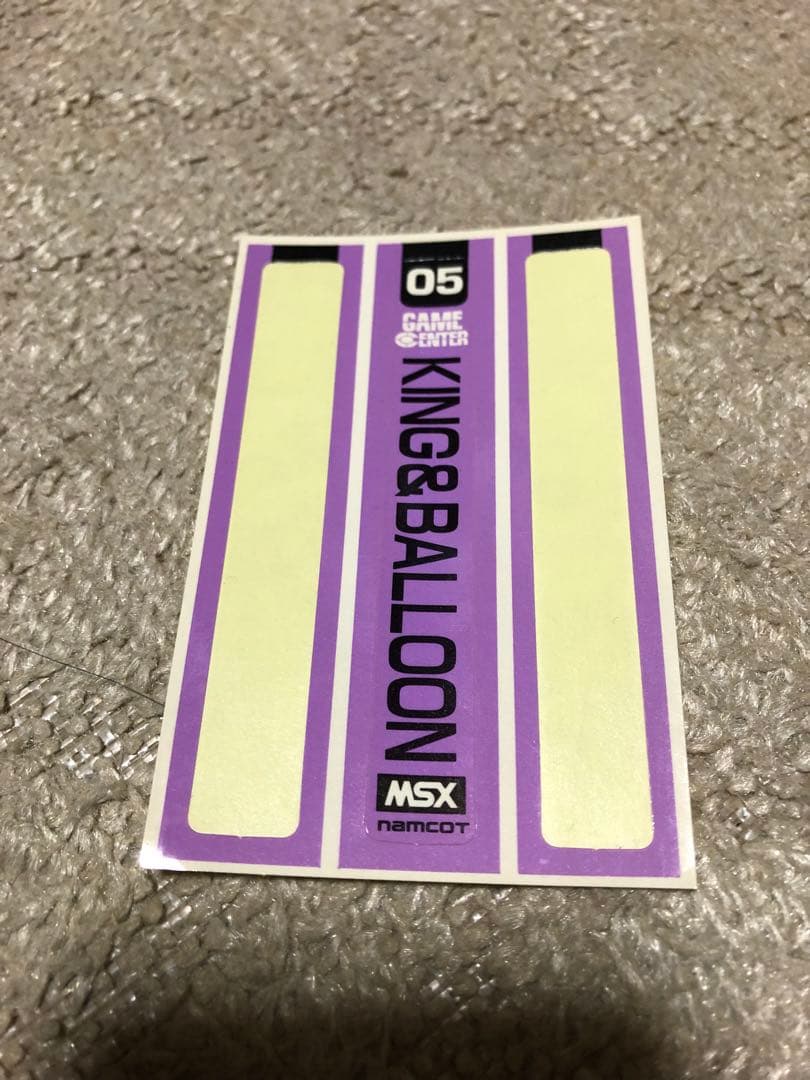 05
GAME
CENTER
KING&BALLOON
MSX
namcot